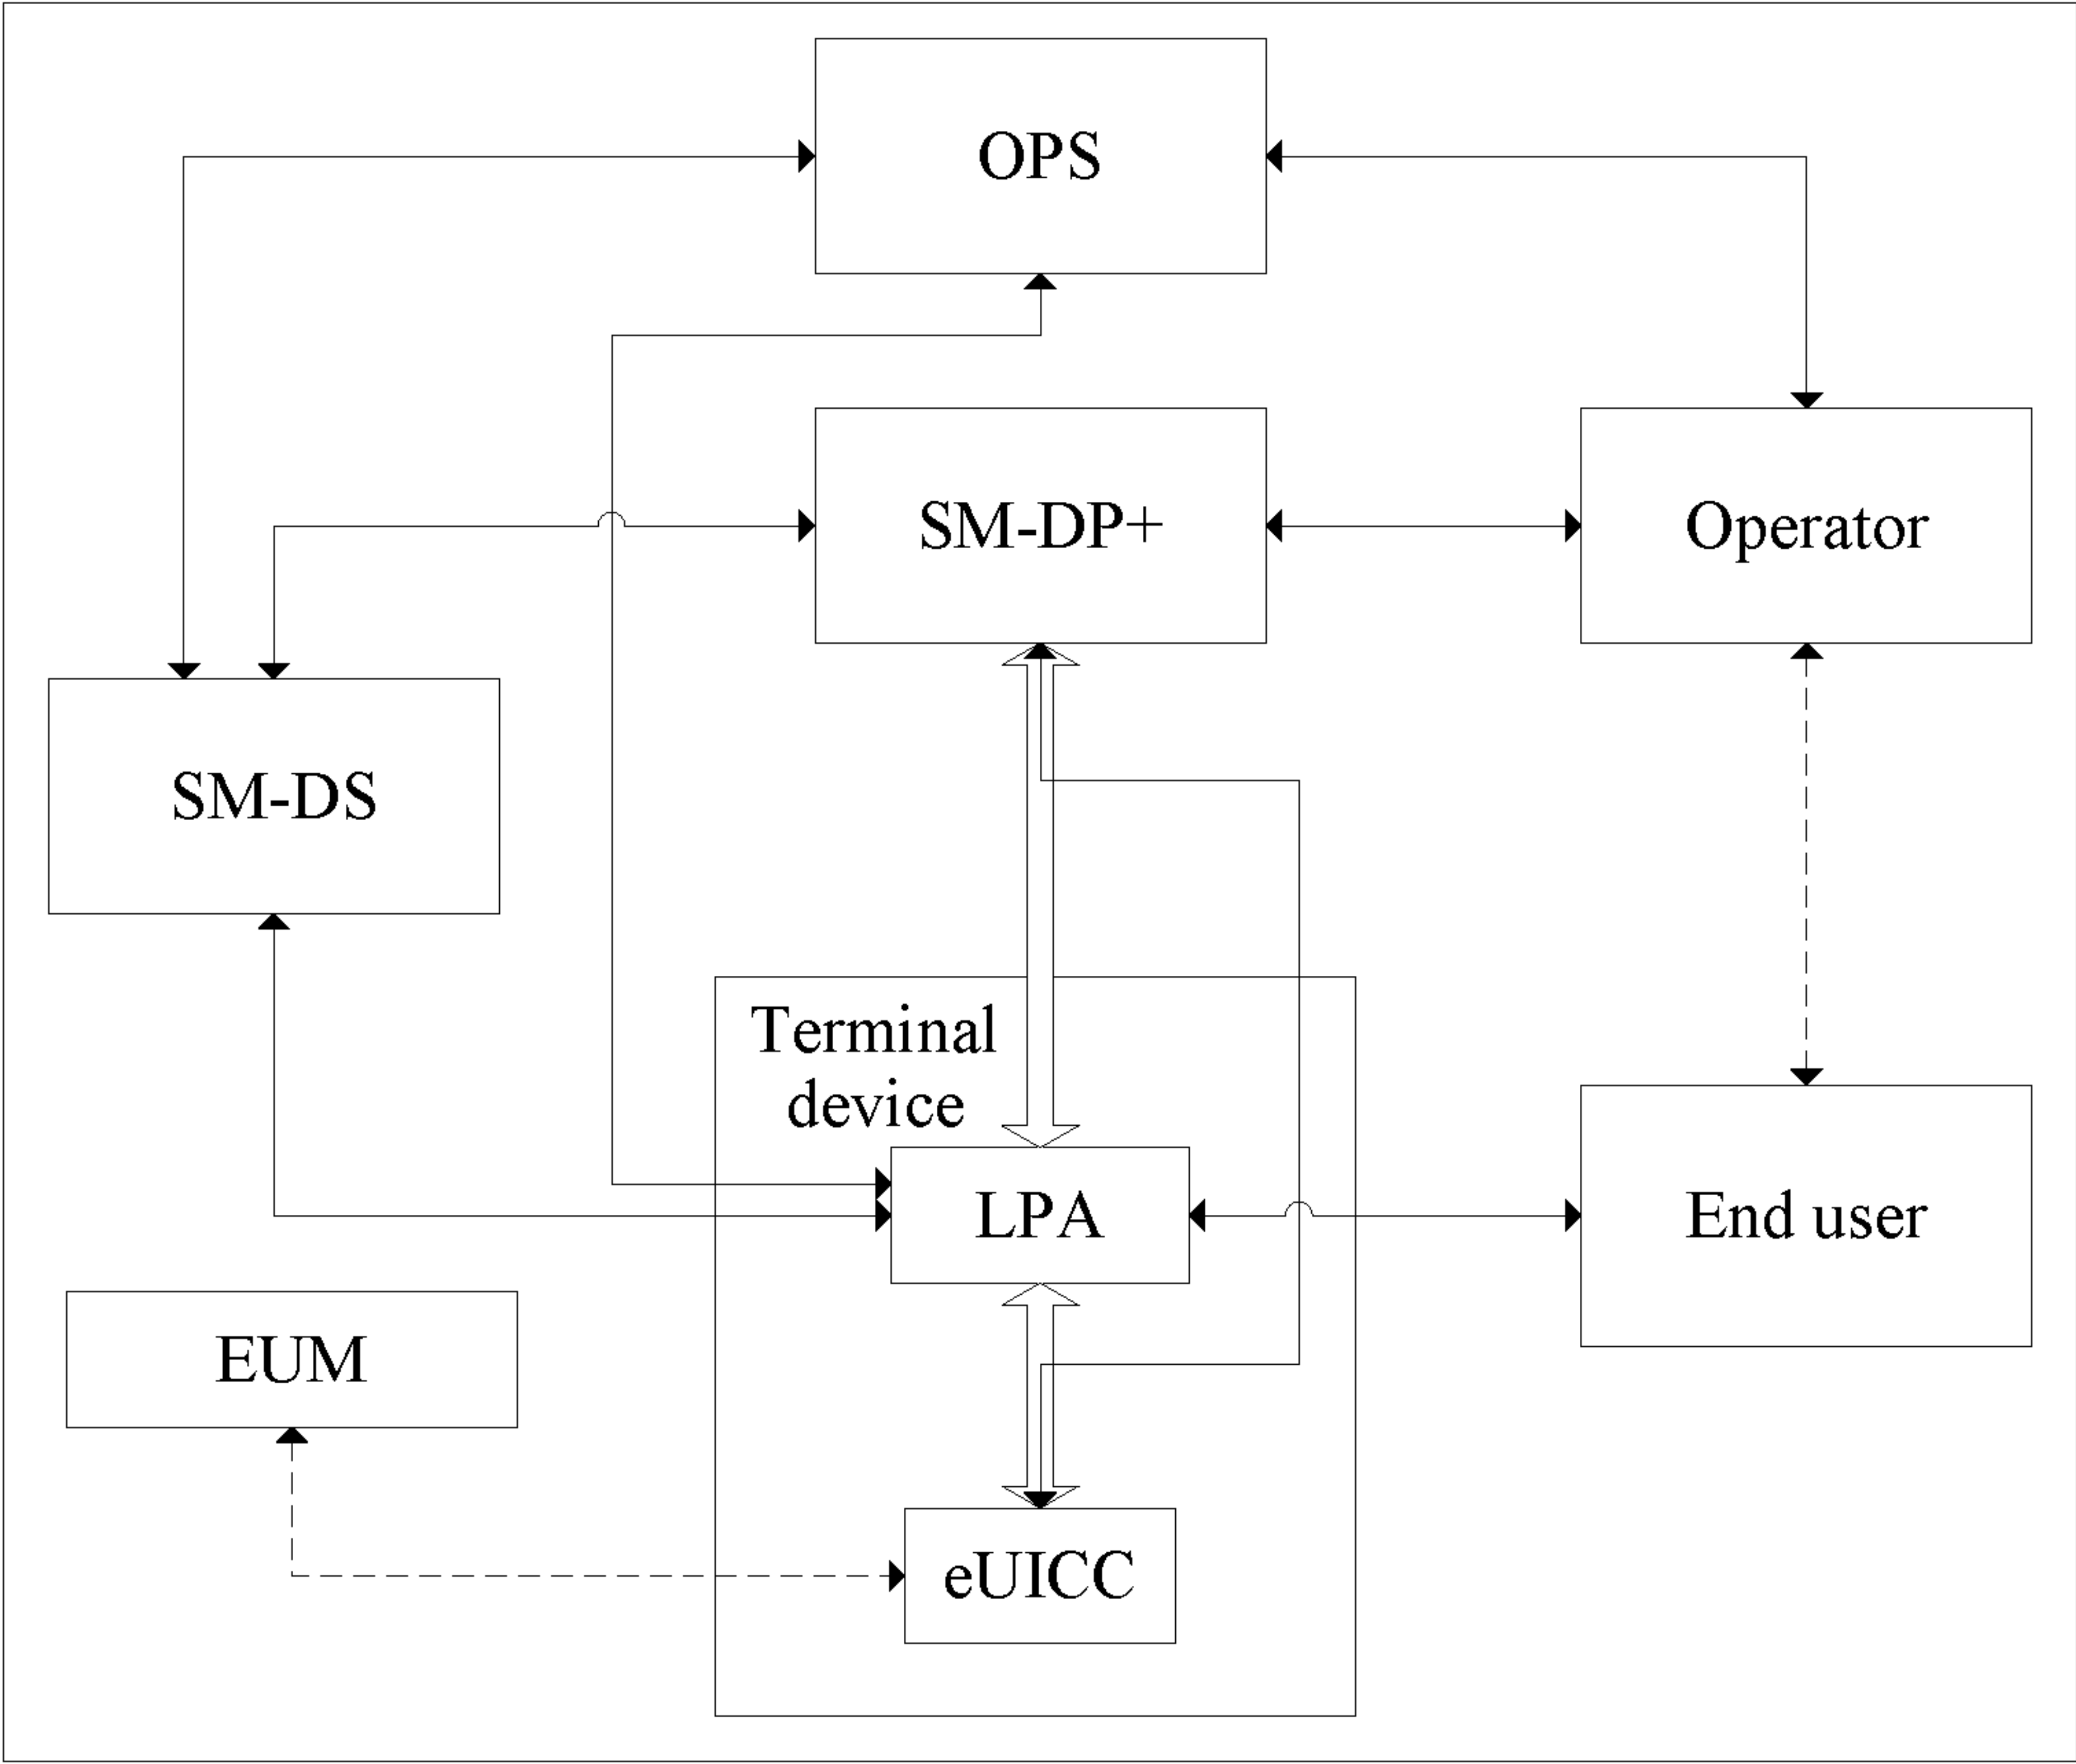 OPS
SM-DP+
Operator
SM-DS
Terminal
device
LPA
End user
EUM
eUICC